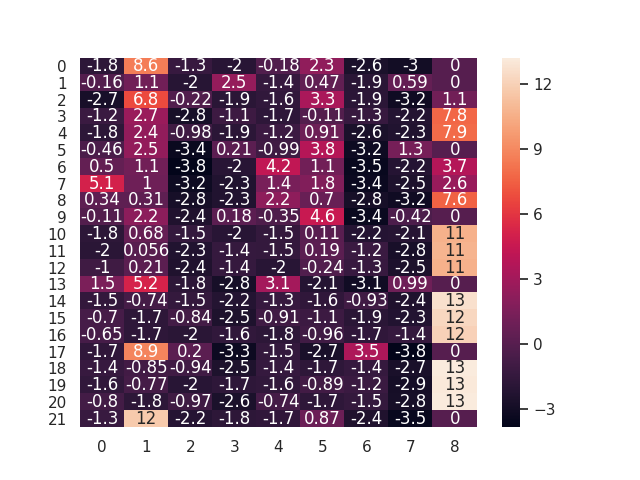 0 -1.8 8.6 -1.3 -2 -0.18 2.3 -2.6 -3 0
1 -0.16 1.1 -2 2.5 -1.4 0.47 -1.9 0.59 0
2 -2.7 6.8 -0.22 -1.9 -1.6 3.3 -1.9 -3.2 1.1
3 -1.2 2.7 -2.8 -1.1 -1.7 -0.11 -1.3 -2.2 7.8
4 -1.8 2.4 -0.98 -1.9 -1.2 0.91 -2.6 -2.3 7.9
5 -0.46 2.5 -3.4 0.21 -0.99 3.8 -3.2 1.3 0
6 0.5 1.1 -3.8 -2 4.2 1.1 -3.5 -2.2 3.7
7 5.1 1 -3.2 -2.3 1.4 1.8 -3.4 -2.5 2.6
8 0.34 0.31 -2.8 -2.3 2.2 0.7 -2.8 -3.2 7.6
9 -0.11 2.2 -2.4 0.18 -0.35 4.6 -3.4 -0.42 0
10 -1.8 0.68 -1.5 -2 -1.5 0.11 -2.2 -2.1 11
11 -2 0.056 -2.3 -1.4 -1.5 0.19 -1.2 -2.8 11
12 -1 0.21 -2.4 -1.4 -2 -0.24 -1.3 -2.5 11
13 1.5 5.2 -1.8 -2.8 3.1 -2.1 -3.1 0.99 0
14 -1.5 -0.74 -1.5 -2.2 -1.3 -1.6 -0.93 -2.4 13
15 -0.7 -1.7 -0.84 -2.5 -0.91 -1.1 -1.9 -2.3 12
16 -0.65 -1.7 -2 -1.6 -1.8 -0.96 -1.7 -1.4 12
17 -1.7 8.9 0.2 -3.3 -1.5 -2.7 3.5 -3.8 0
18 -1.4 -0.85 -0.94 -2.5 -1.4 -1.7 -1.4 -2.7 13
19 -1.6 -0.77 -2 -1.7 -1.6 -0.89 -1.2 -2.9 13
20 -0.8 -1.8 -0.97 -2.6 -0.74 -1.7 -1.5 -2.8 13
21 -1.3 12 -2.2 -1.8 -1.7 0.87 -2.4 -3.5 0
0 1 2 3 4 5 6 7 8
12
9
6
3
0
−3